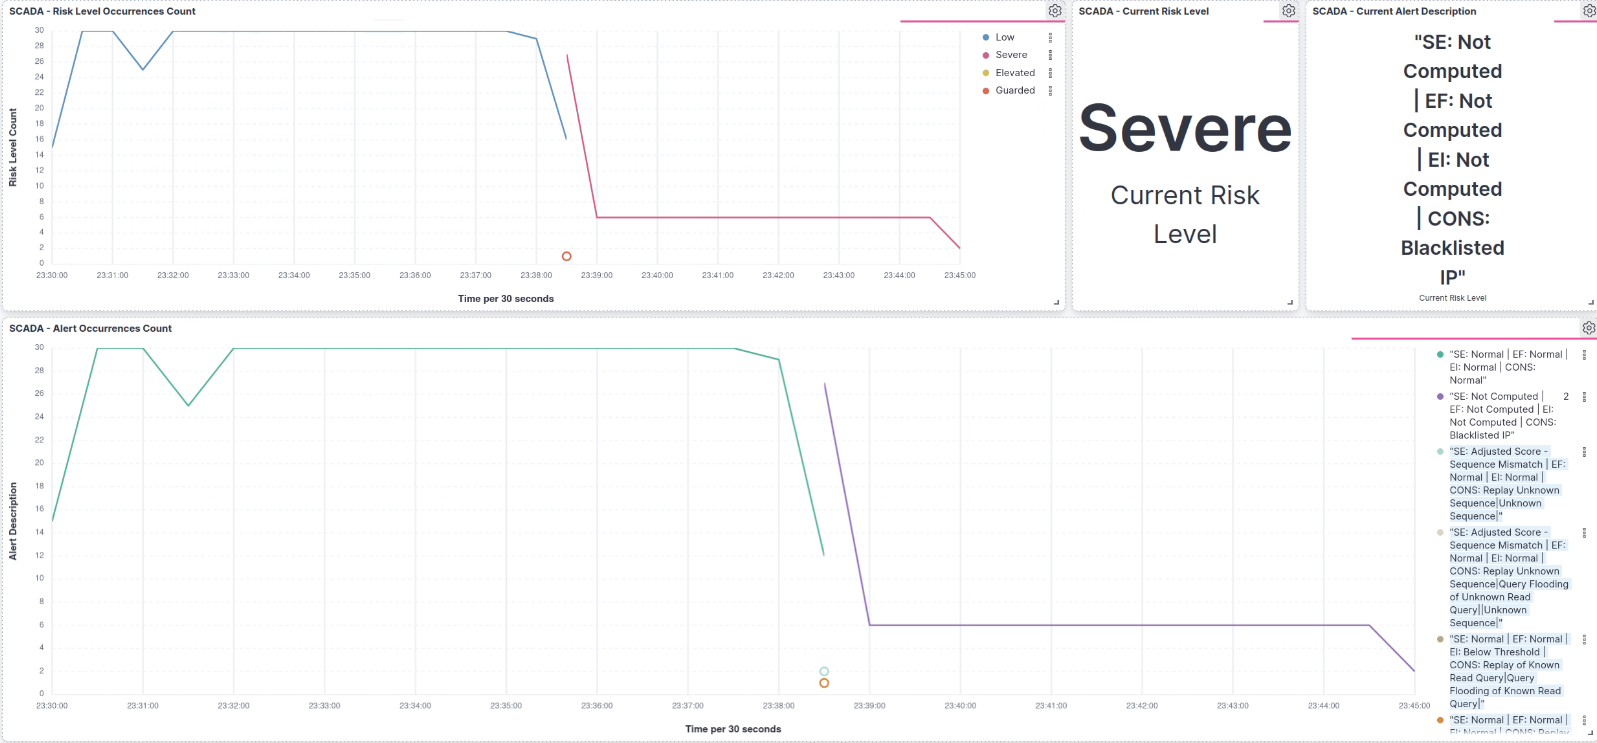 SCADA - Risk Level Occurrences Count
30
28
26
24
22
20
18
16
14
12
10
8
6
4
2
0
Risk Level Count
23:30:00 23:31:00 23:32:00 23:33:00 23:34:00 23:35:00 23:36:00 23:37:00 23:38:00 23:39:00 23:40:00 23:41:00 23:42:00 23:43:00 23:44:00 23:45:00
Time per 30 seconds
Low
Severe
Elevated
Guarded
SCADA - Current Risk Level
Severe
Current Risk
Level
SCADA - Current Alert Description
"SE: Not
Computed
| EF: Not
Computed
| EI: Not
Computed
| CONS:
Blacklisted
IP"
Current Risk Level
SCADA - Alert Occurrences Count
30
28
26
24
22
20
18
16
14
12
10
8
6
4
2
0
Alert Description
23:30:00 23:31:00 23:32:00 23:33:00 23:34:00 23:35:00 23:36:00 23:37:00 23:38:00 23:39:00 23:40:00 23:41:00 23:42:00 23:43:00 23:44:00 23:45:00
Time per 30 seconds
"SE: Normal | EF: Normal |
EI: Normal | CONS:
Normal"
"SE: Not Computed | 2
EF: Not Computed | EI:
Not Computed | CONS:
Blacklisted IP"
"SE: Adjusted Score -
Sequence Mismatch | EF:
Normal | EI: Normal |
CONS: Replay Unknown
Sequence|Unknown
Sequence|"
"SE: Adjusted Score -
Sequence Mismatch | EF:
Normal | EI: Normal |
CONS: Replay Unknown
Sequence|Query Flooding
of Unknown Read
Query||Unknown
Sequence|"
"SE: Normal | EF: Normal |
EI: Below Threshold |
CONS: Replay of Known
Read Query|Query
Flooding of Known Read
Query|"
"SE: Normal | EF: Normal |
EI: Normal | CONS: Replay